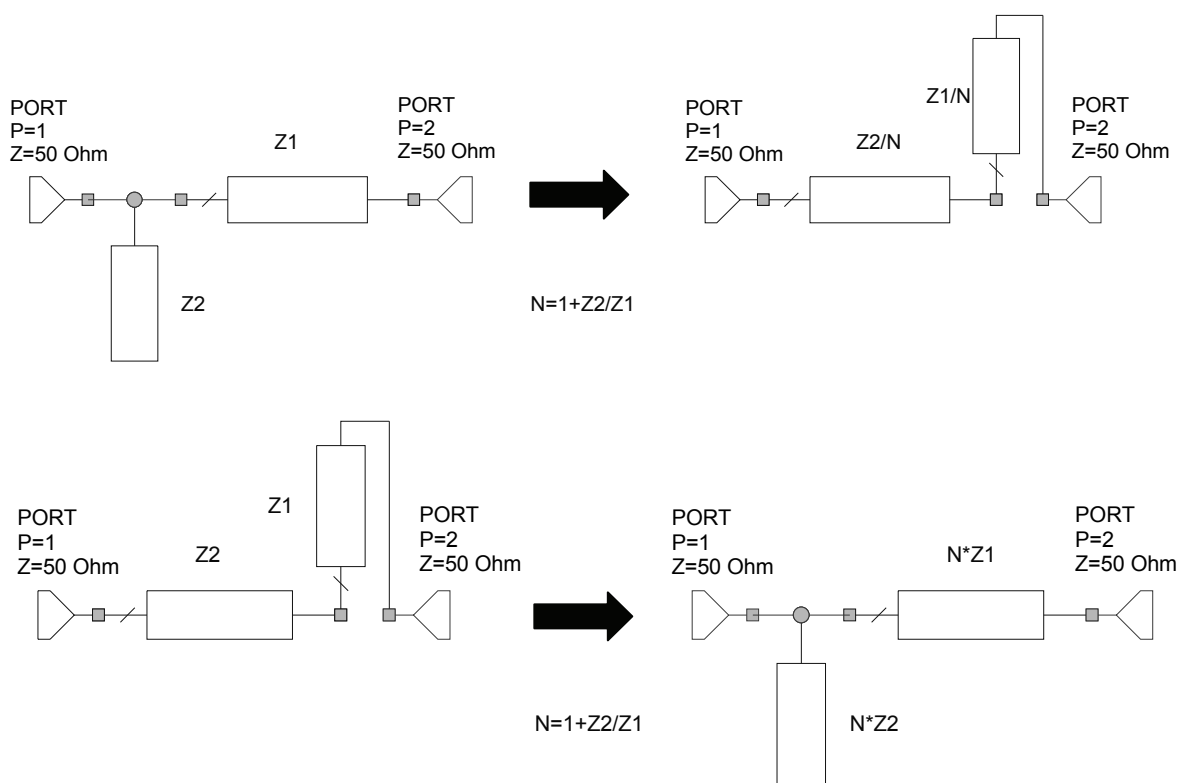 PORT
P=1
Z=50 Ohm
Z1
PORT
P=2
Z=50 Ohm
Z2
N=1+Z2/Z1
PORT
P=1
Z=50 Ohm
Z2/N
Z1/N
PORT
P=2
Z=50 Ohm
PORT
P=1
Z=50 Ohm
Z2
Z1
PORT
P=2
Z=50 Ohm
N=1+Z2/Z1
PORT
P=1
Z=50 Ohm
N*Z1
PORT
P=2
Z=50 Ohm
N*Z2